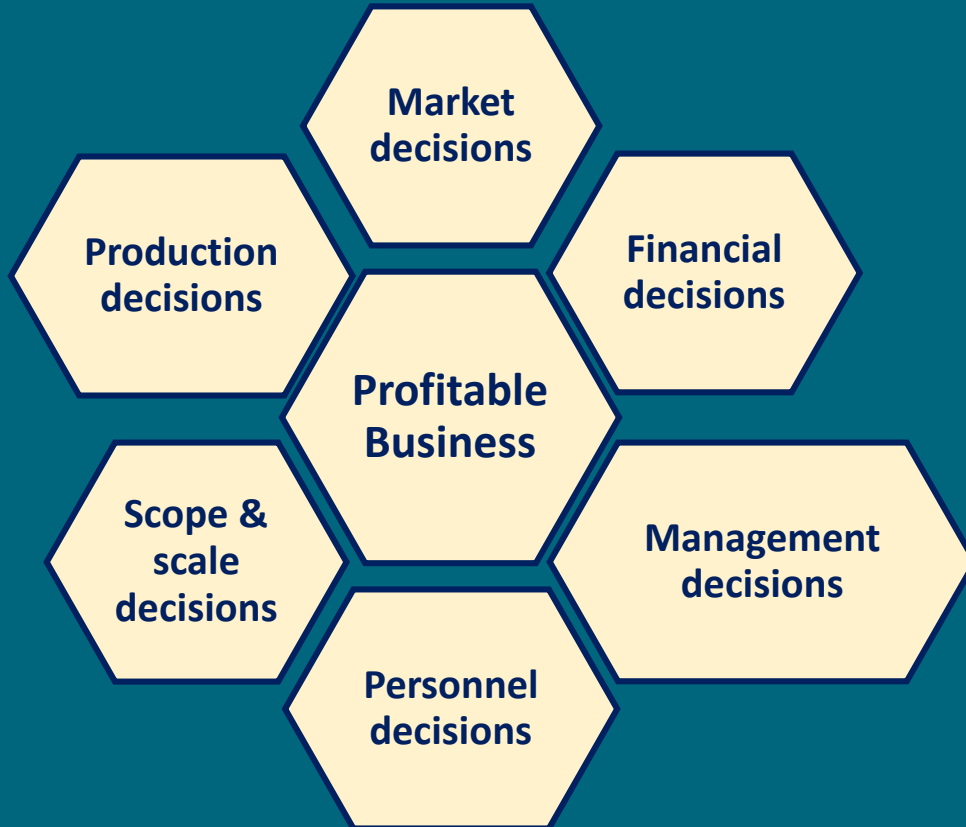 Market
decisions
Production
decisions
Financial
decisions
Profitable
Business
Scope &
scale
decisions
Management
decisions
Personnel
decisions